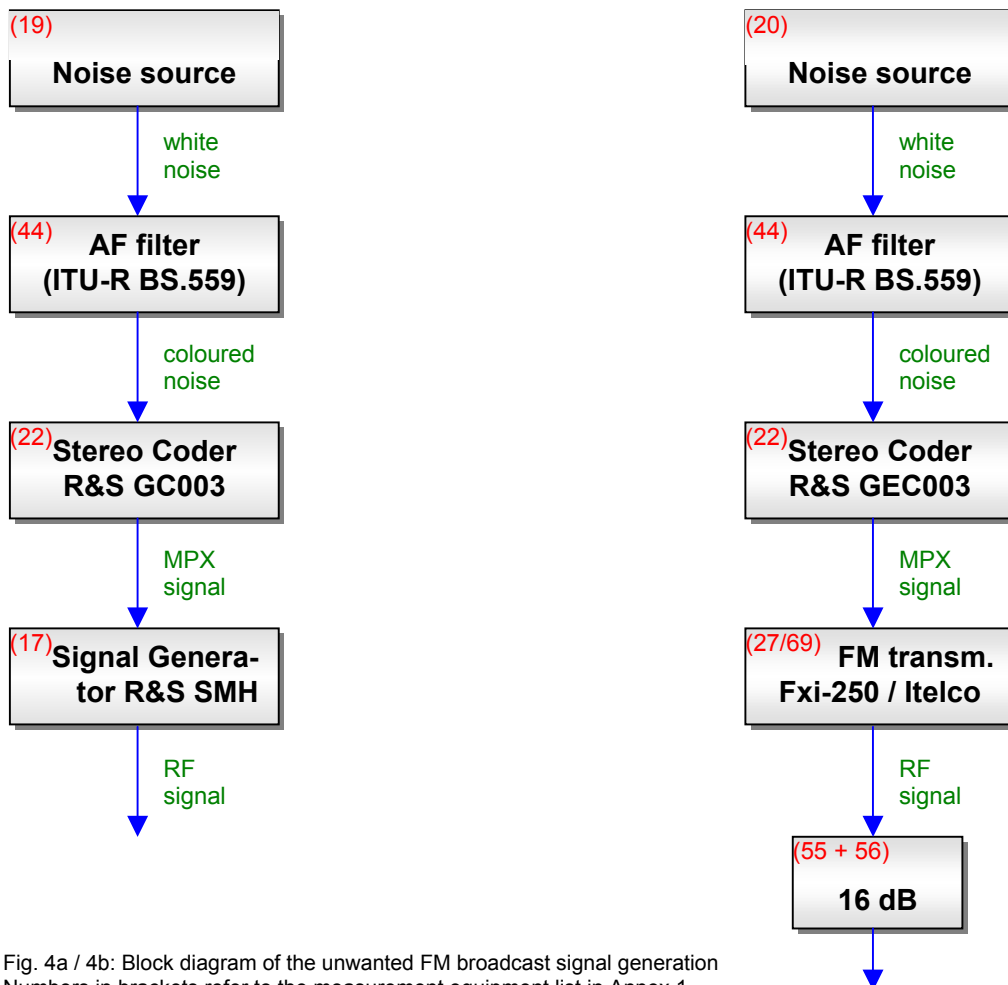 (19)
Noise source
white
noise
(44)
AF filter
(ITU-R BS.559)
coloured
noise
(22)
Stereo Coder
R&S GC003
MPX
signal
(17)
Signal Genera-
tor R&S SMH
RF
signal
(20)
Noise source
white
noise
(44)
AF filter
(ITU-R BS.559)
coloured
noise
(22)
Stereo Coder
R&S GEC003
MPX
signal
(27/69)
FM transm.
Fxi-250 / Itelco
RF
signal
(55 + 56)
16 dB
Fig. 4a / 4b: Block diagram of the unwanted FM broadcast signal generation
Numbers in brackets refer to the measurement equipment list in Annex 1